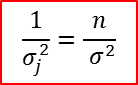 1/σ_j² = n/σ²